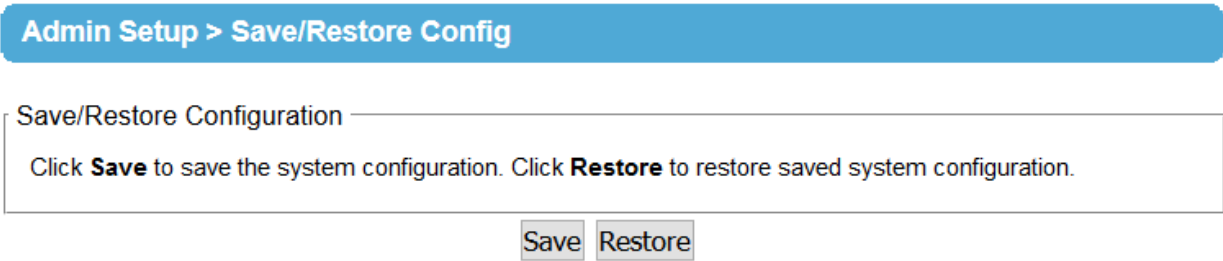 Admin Setup > Save/Restore Config
Save/Restore Configuration
Click Save to save the system configuration. Click Restore to restore saved system configuration.
Save Restore